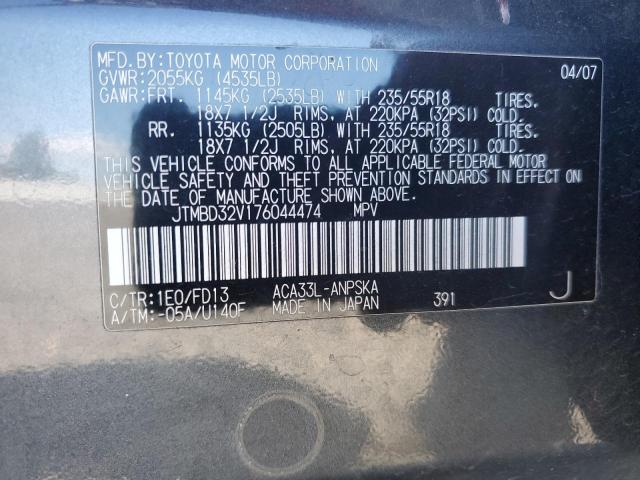 MFD.BY:TOYOTA MOTOR CORPORATION 04/07
GVWR:2055KG (4535LB)
GAWR:FRT. 1145KG (2535LB) WITH 235/55R18 TIRES.
18X7 1/2J RIMS, AT 220KPA (32PSI) COLD.
RR. 1135KG (2505LB) WITH 235/55R18 TIRES.
18X7 1/2J RIMS, AT 220KPA (32PSI) COLD.
THIS VEHICLE CONFORMS TO ALL APPLICABLE FEDERAL MOTOR
VEHICLE SAFETY AND THEFT PREVENTION STANDARDS IN EFFECT ON
THE DATE OF MANUFACTURE SHOWN ABOVE.
JTMBD32V176044474 MPV
C/TR:1E0/FD13 ACA33L-ANPSKA J
A/TM:-05A/U140F MADE IN JAPAN 391